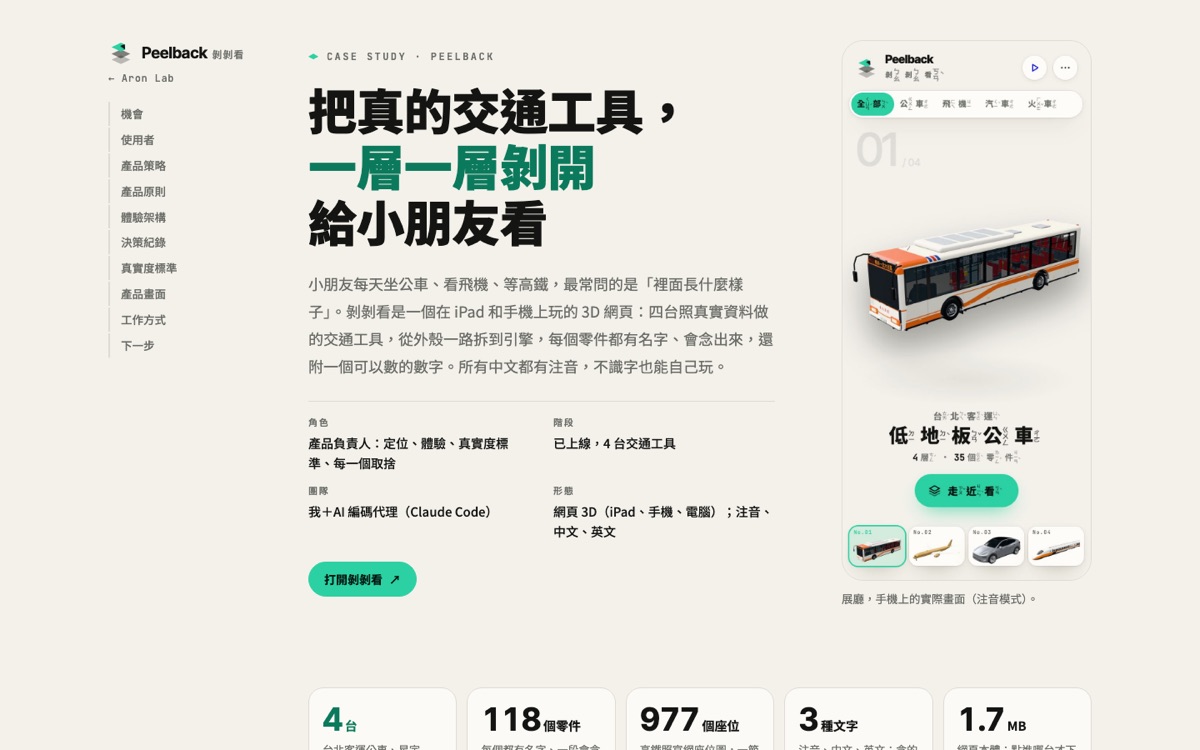 Peelback 剝剝看
← Aron Lab
機會
使用者
產品策略
產品原則
體驗架構
決策紀錄
真實度標準
產品畫面
工作方式
下一步
CASE STUDY · PEELBACK
把真的交通工具，
一層一層剝開
給小朋友看
小朋友每天坐公車、看飛機、等高鐵，最常問的是「裡面長什麼樣
子」。剝剝看是一個在 iPad 和手機上玩的 3D 網頁：四台照真實資料做
的交通工具，從外殼一路拆到引擎，每個零件都有名字、會念出來，還
附一個可以數的數字。所有中文都有注音，不識字也能自己玩。
角色
產品負責人：定位、體驗、真實度標
準、每一個取捨
階段
已上線，4 台交通工具
團隊
我＋AI 編碼代理（Claude Code）
形態
網頁 3D（iPad、手機、電腦）；注音、
中文、英文
打開剝剝看 ↗
Peelback
剝剝看
全部 公車 飛機 汽車 火車
01 / 04
台北客運
低地板公車
4 層 · 35 個零件
走近看
No.01
No.02
No.03
No.04
展廳，手機上的實際畫面（注音模式）。
4台
118個零件
977個座位
3種文字
1.7 MB